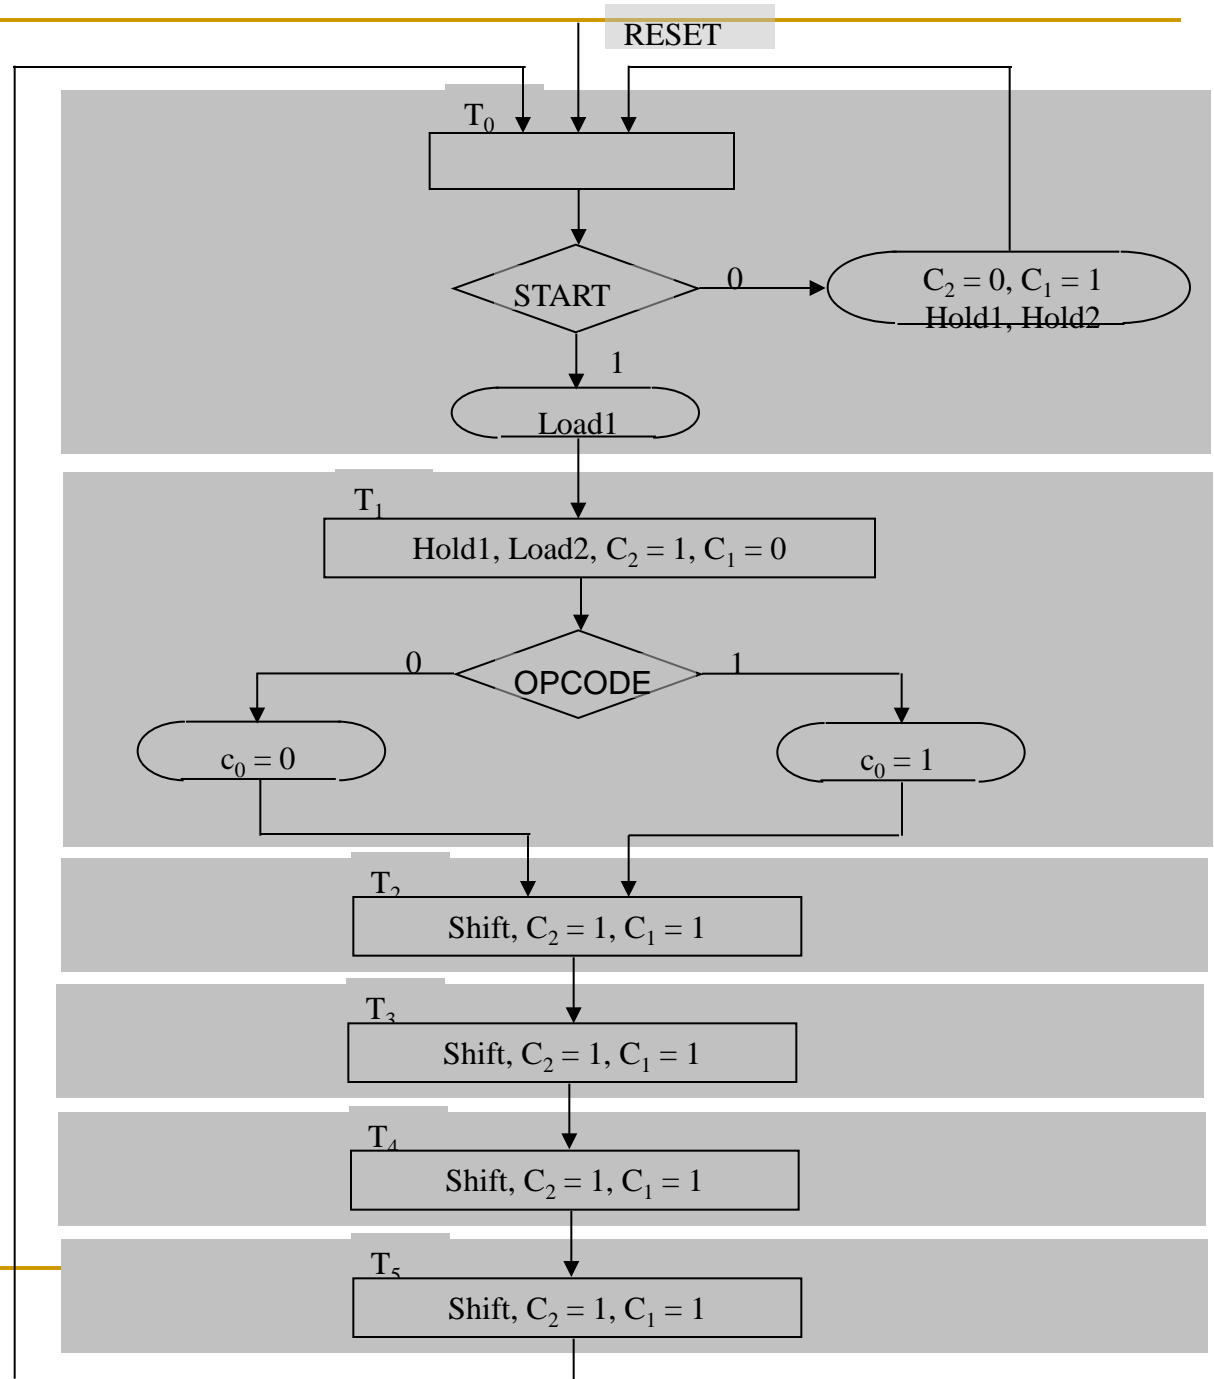 RESET
T₀
START
0
C₂ = 0, C₁ = 1
Hold1, Hold2
1
Load1
T₁
Hold1, Load2, C₂ = 1, C₁ = 0
0
OPCODE
1
c₀ = 0
c₀ = 1
T₂
Shift, C₂ = 1, C₁ = 1
T₃
Shift, C₂ = 1, C₁ = 1
T₄
Shift, C₂ = 1, C₁ = 1
T₅
Shift, C₂ = 1, C₁ = 1